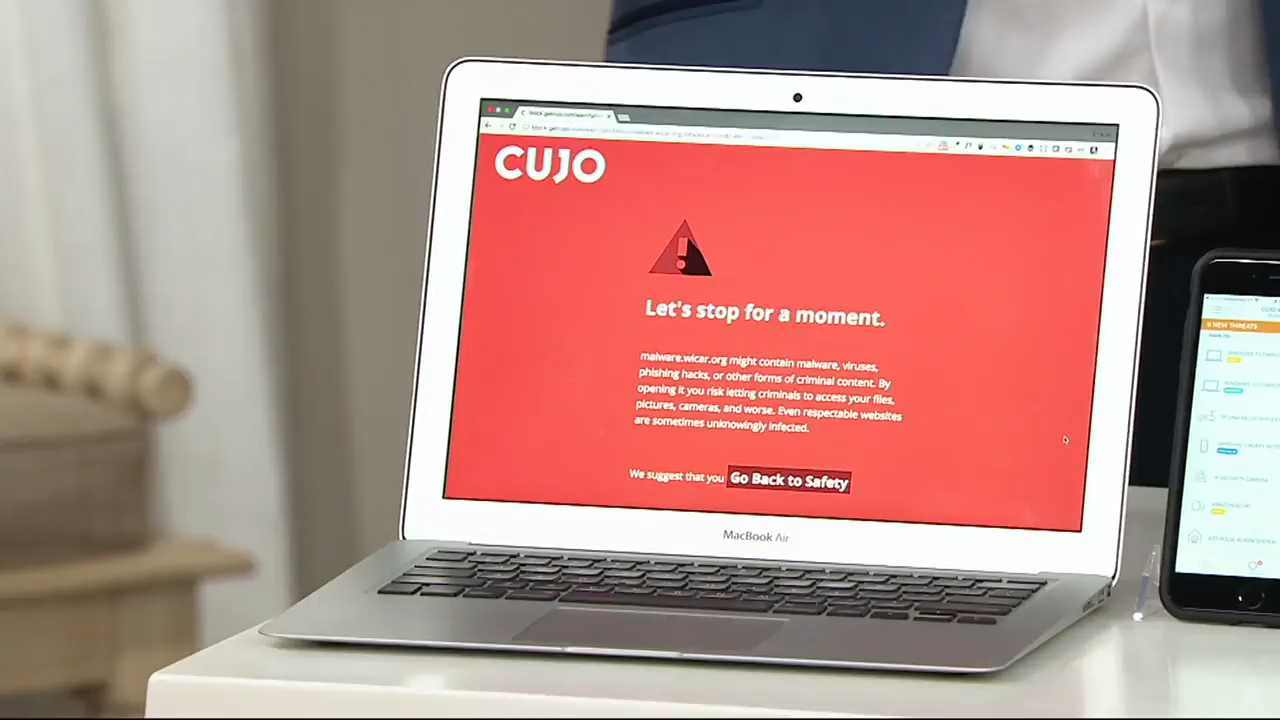 CUJO
Let's stop for a moment.
malware.wicar.org might contain malware, viruses,
phishing hacks, or other forms of criminal content. By
opening it you risk letting criminals to access your files,
pictures, cameras, and worse. Even respectable websites
are sometimes unknowingly infected.
We suggest that you Go Back to Safety
MacBook Air
NEW THREATS